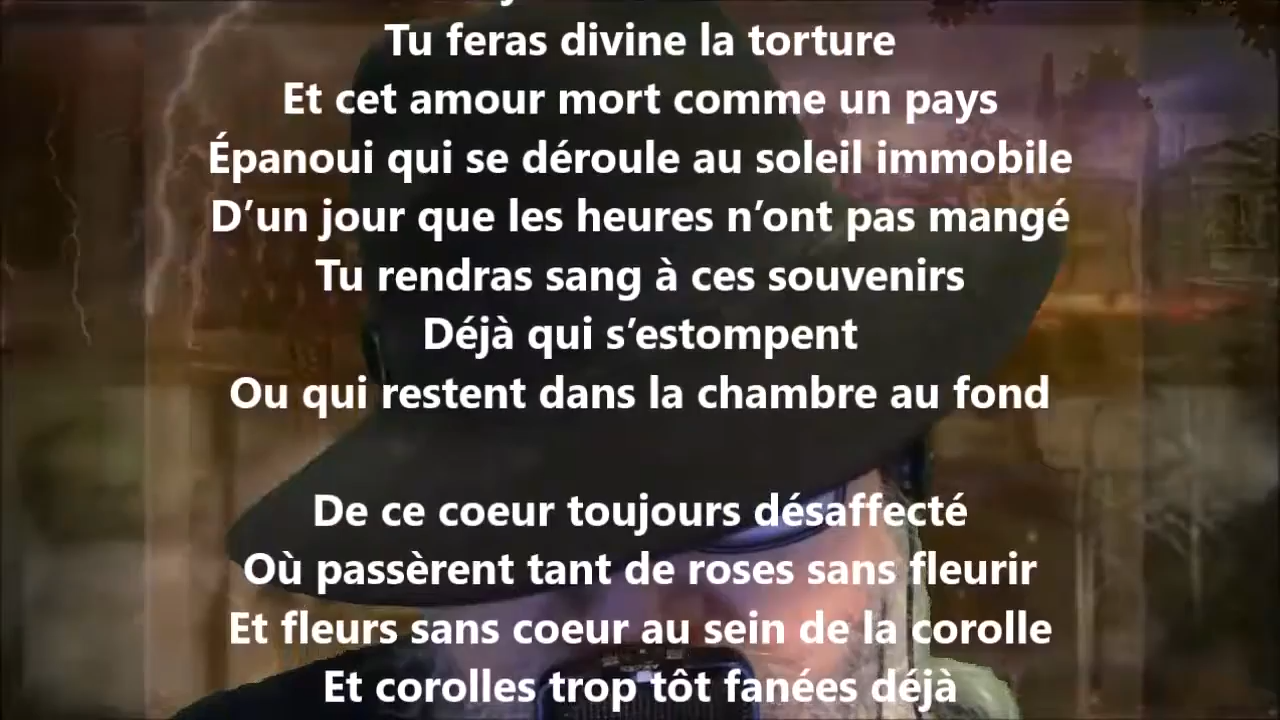 Tu feras divine la torture
Et cet amour mort comme un pays
Épanoui qui se déroule au soleil immobile
D’un jour que les heures n’ont pas mangé
Tu rendras sang à ces souvenirs
Déjà qui s’estompent
Ou qui restent dans la chambre au fond
De ce coeur toujours désaffecté
Où passèrent tant de roses sans fleurir
Et fleurs sans coeur au sein de la corolle
Et corolles trop tôt fanées déjà